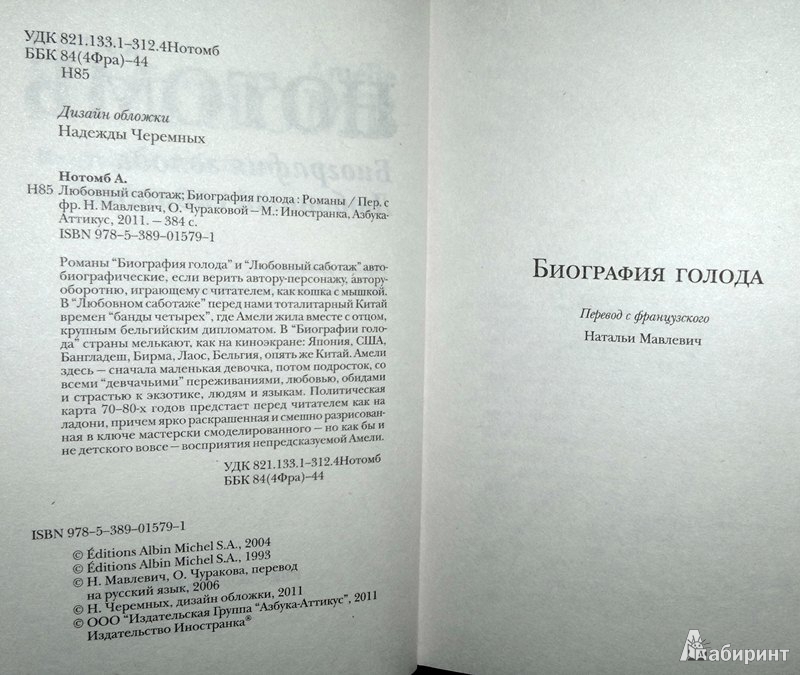 УДК 821.133.1–312.4Нотомб
ББК 84(4Фра)–44
Н85
Дизайн обложки
Надежды Черемных
Нотомб А.
Н85 Любовный саботаж; Биография голода : Романы / Пер. с
фр. Н. Мавлевич, О. Чураковой – М.: Иностранка, Азбука-
Аттикус, 2011. – 384 с.
ISBN 978–5–389–01579–1
Романы "Биография голода" и "Любовный саботаж" авто-
биографические, если верить автору-персонажу, автору-
оборотню, играющему с читателем, как кошка с мышкой.
В "Любовном саботаже" перед нами тоталитарный Китай
времен "банды четырех", где Амели жила вместе с отцом,
крупным бельгийским дипломатом. В "Биографии голо-
да" страны мелькают, как на киноэкране: Япония, США,
Бангладеш, Бирма, Лаос, Бельгия, опять же Китай. Амели
здесь – сначала маленькая девочка, потом подросток, со
всеми "девчачьими" переживаниями, любовью, обидами
и страстью к экзотике, людям и языкам. Политическая
карта 70–80-х годов предстает перед читателем как на
ладони, причем ярко раскрашенная и смешно разрисован-
ная в ключе мастерски смоделированного – но как бы и
не детского вовсе – восприятия непредсказуемой Амели.
УДК 821.133.1–312.4Нотомб
ББК 84(4Фра)–44
ISBN 978–5–389–01579–1
© Éditions Albin Michel S.A., 2004
© Éditions Albin Michel S.A., 1993
© Н. Мавлевич, О. Чуракова, перевод
на русский язык, 2006
© Н. Черемных, дизайн обложки, 2011
© ООО "Издательская Группа "Азбука-Аттикус", 2011
Издательство Иностранка®
Биография голода
Перевод с французского
Натальи Мавлевич
Лабиринт